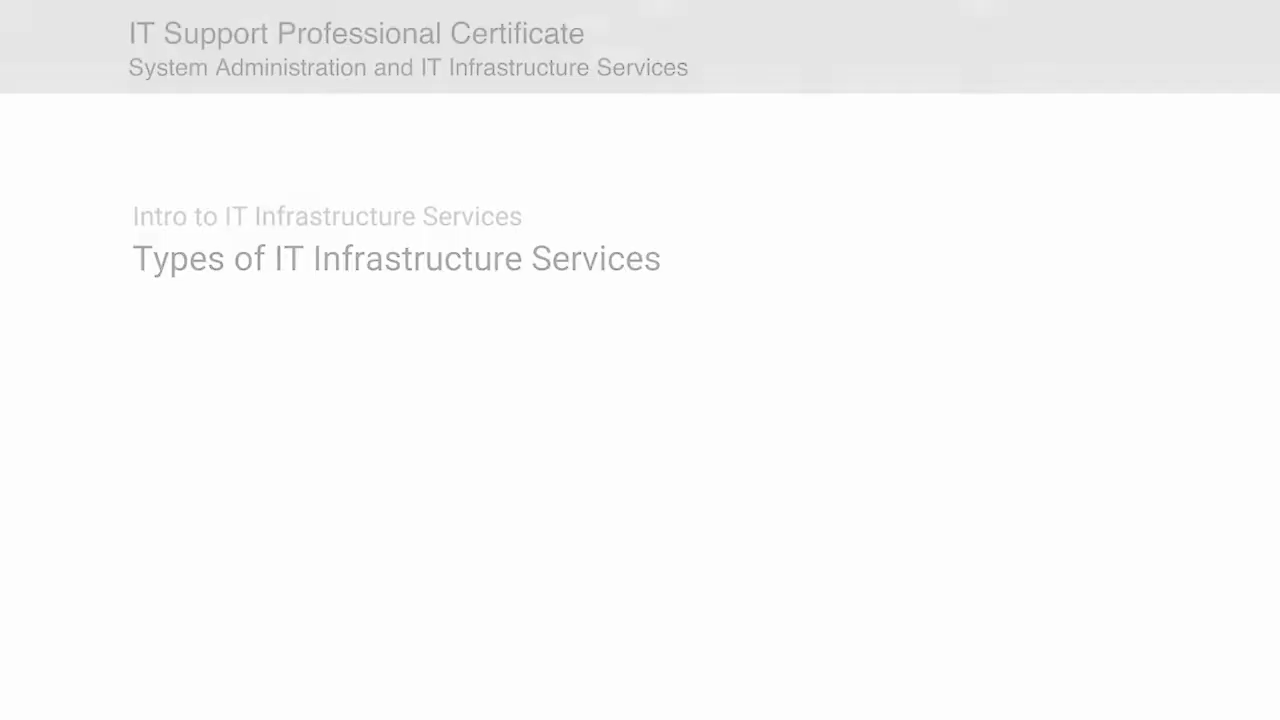 IT Support Professional Certificate
System Administration and IT Infrastructure Services
Intro to IT Infrastructure Services
Types of IT Infrastructure Services